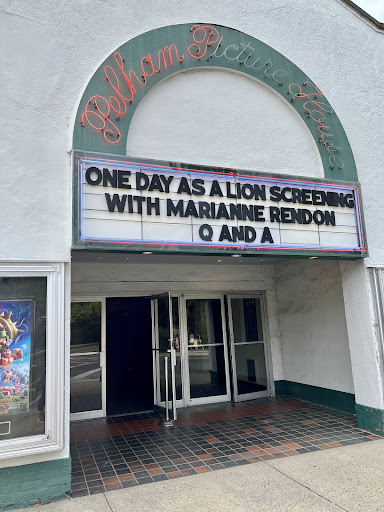 Pelham Picture House
ONE DAY AS A LION SCREENING
WITH MARIANNE RENDON
Q AND A